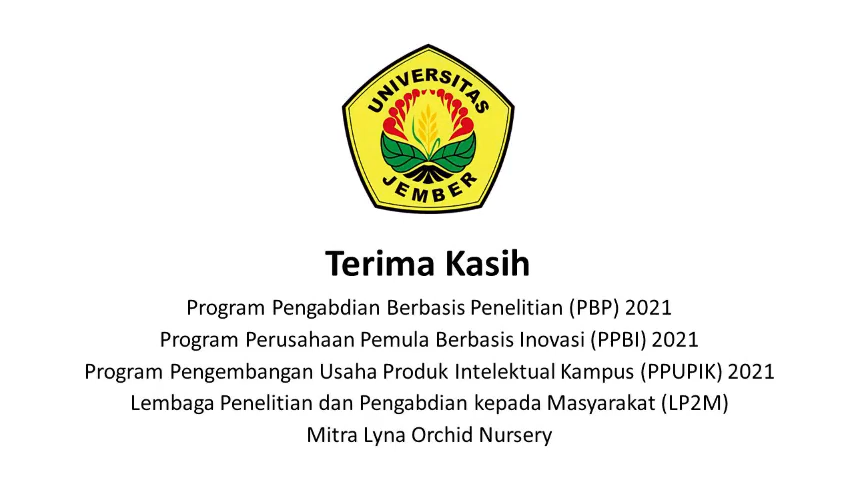 UNIVERSITAS
JEMBER
Terima Kasih
Program Pengabdian Berbasis Penelitian (PBP) 2021
Program Perusahaan Pemula Berbasis Inovasi (PPBI) 2021
Program Pengembangan Usaha Produk Intelektual Kampus (PPUPIK) 2021
Lembaga Penelitian dan Pengabdian kepada Masyarakat (LP2M)
Mitra Lyna Orchid Nursery